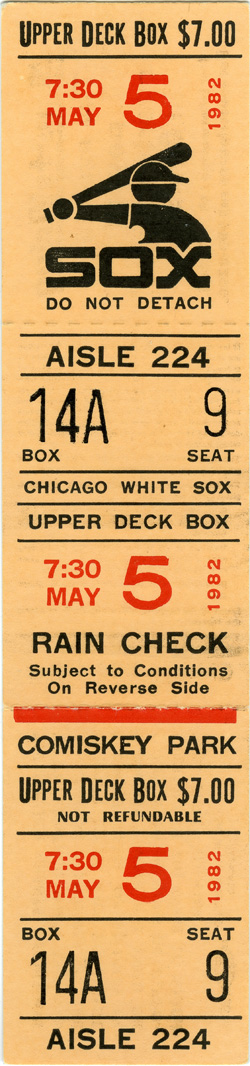 UPPER DECK BOX $7.00
7:30 MAY 5 1982
SOX
DO NOT DETACH
AISLE 224
14A 9
BOX SEAT
CHICAGO WHITE SOX
UPPER DECK BOX
7:30 MAY 5 1982
RAIN CHECK
Subject to Conditions
On Reverse Side
COMISKEY PARK
UPPER DECK BOX $7.00
NOT REFUNDABLE
7:30 MAY 5 1982
BOX SEAT
14A 9
AISLE 224